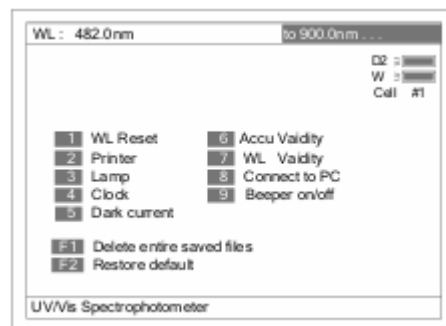 WL: 482.0nm to 900.0nm . . .
D2 :
W :
Cell #1
1 WL Reset 6 Accu Vaidity
2 Printer 7 WL Vaidity
3 Lamp 8 Connect to PC
4 Clock 9 Beeper on/off
5 Dark current
F1 Delete entire saved files
F2 Restore default
UV/Vis Spectrophotometer